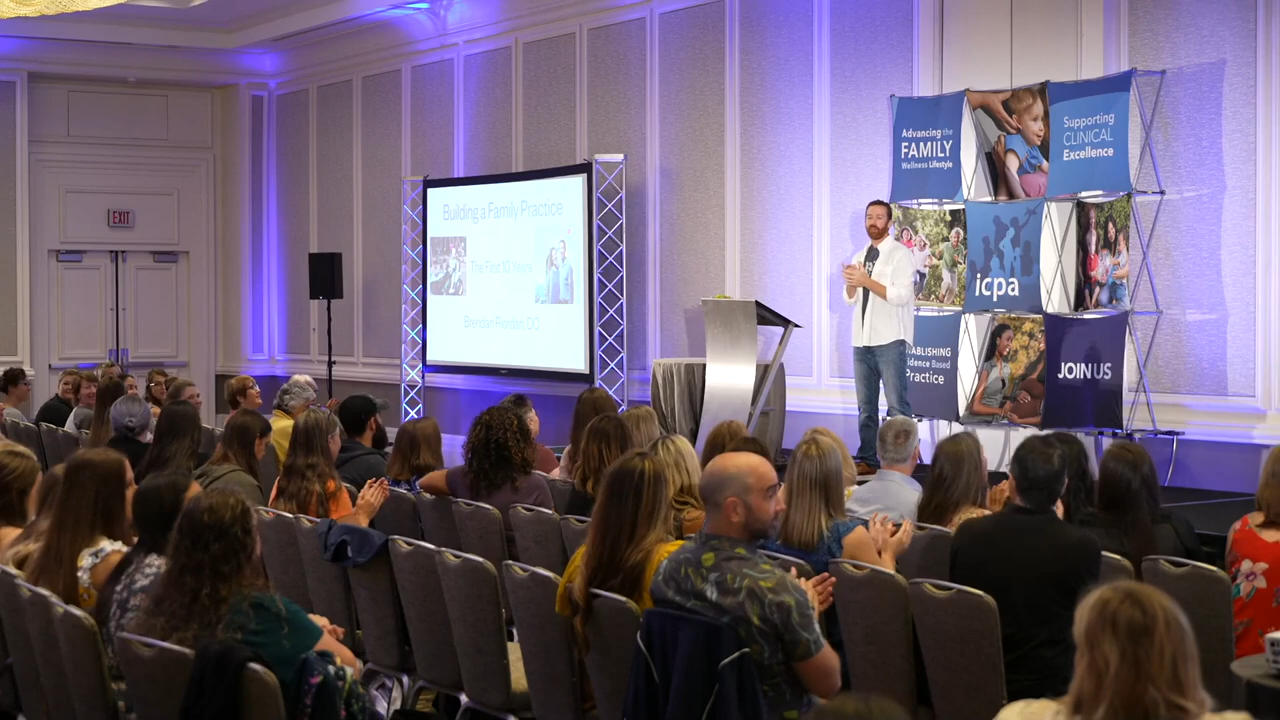 EXIT
Building a Family Practice
The First 10 Years
Brendan Riordan, DC
Advancing the
FAMILY
Wellness Lifestyle
Supporting
CLINICAL
Excellence
icpa
Based
Practice
JOIN US